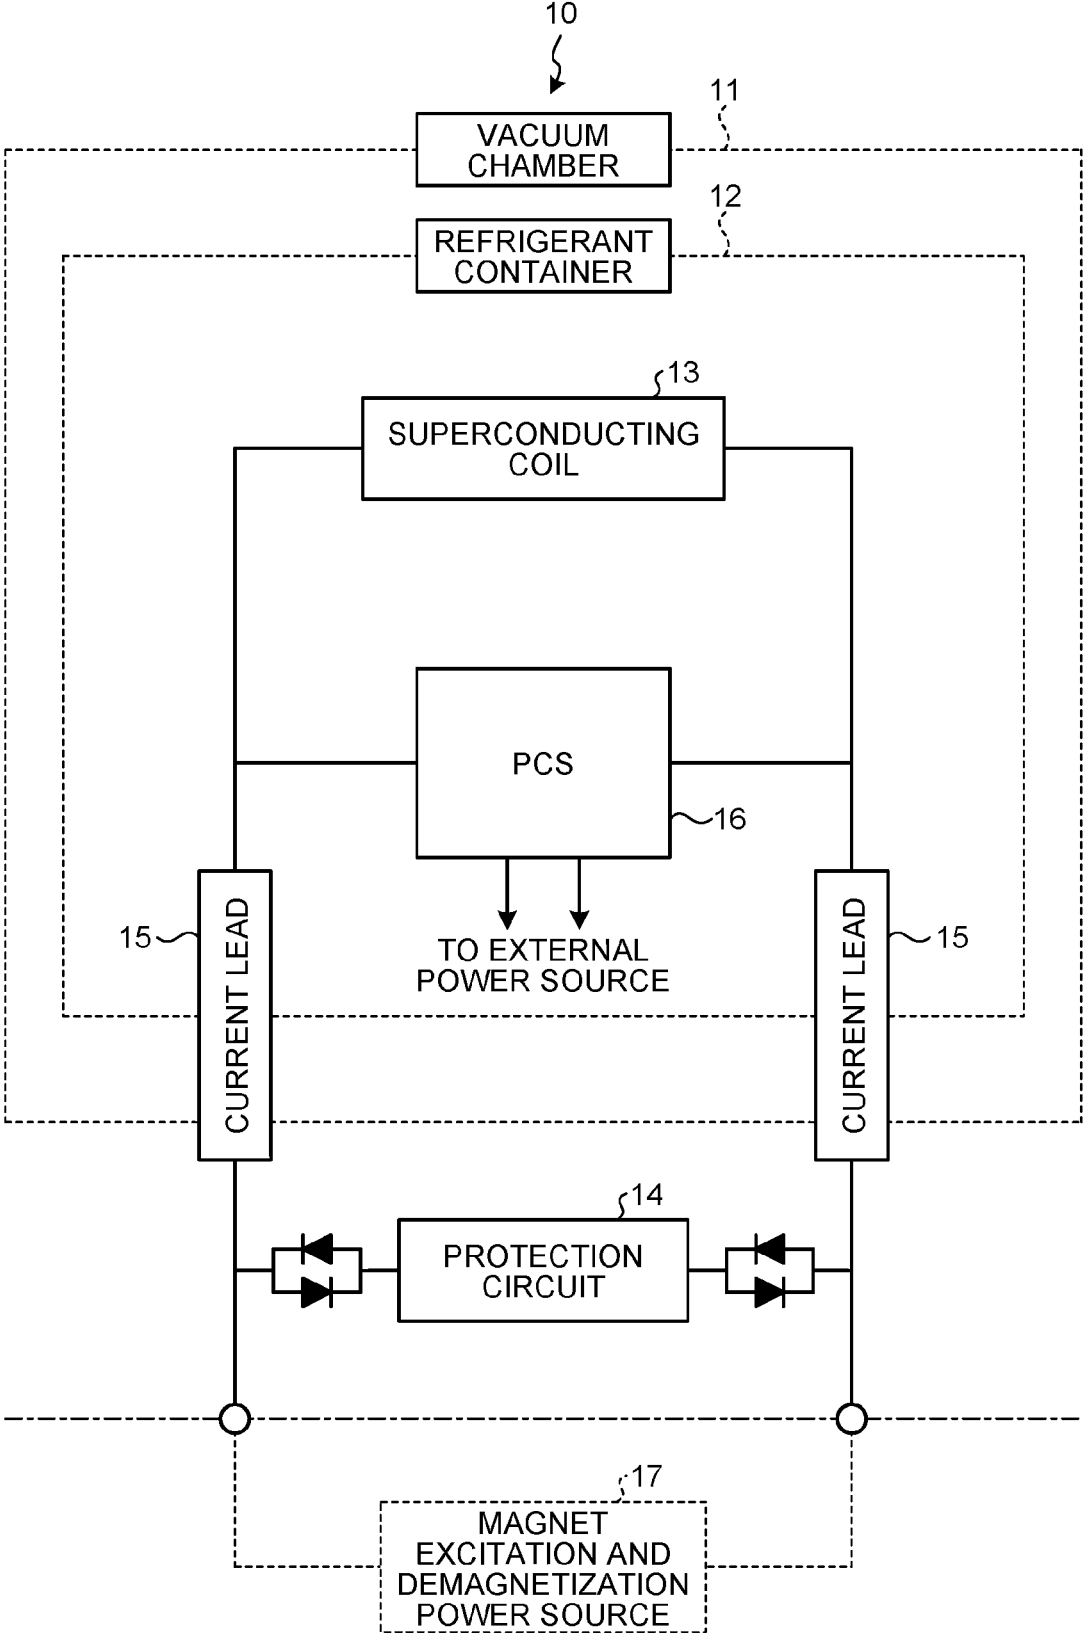 10
11
VACUUM
CHAMBER
12
REFRIGERANT
CONTAINER
13
SUPERCONDUCTING
COIL
PCS
16
15
CURRENT LEAD
TO EXTERNAL
POWER SOURCE
CURRENT LEAD
15
14
PROTECTION
CIRCUIT
17
MAGNET
EXCITATION AND
DEMAGNETIZATION
POWER SOURCE